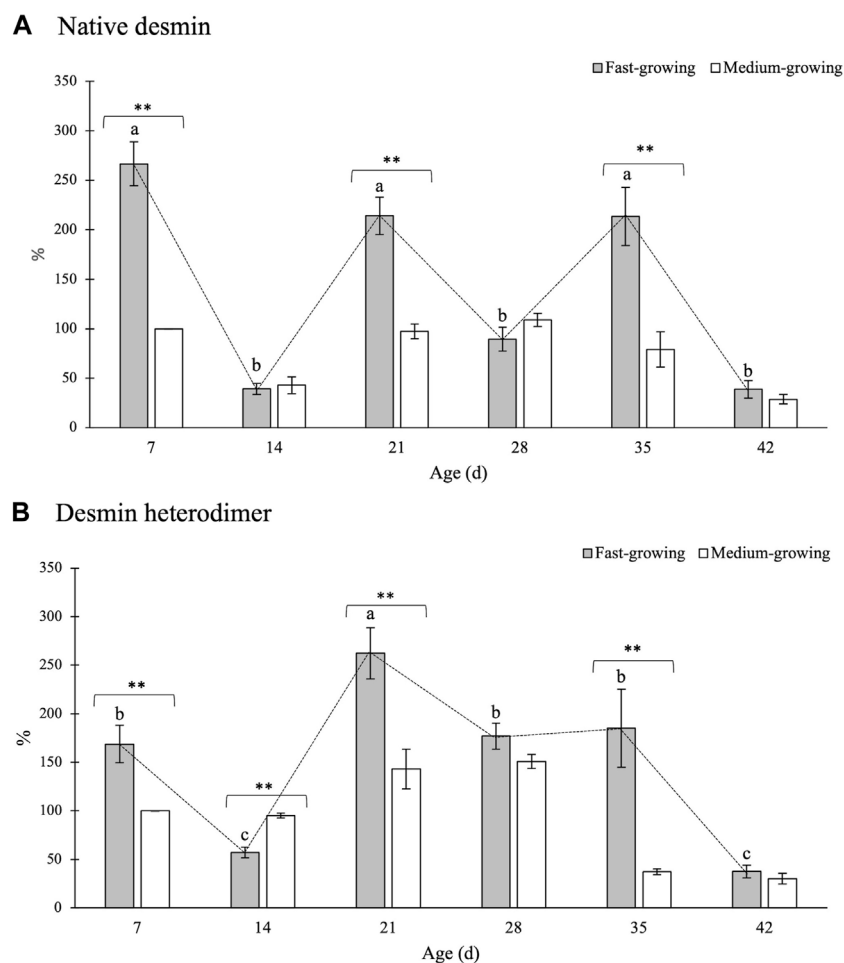 A Native desmin
Fast-growing Medium-growing
350
300
250
200
150
100
50
0
%
** ** **
a b a b a b
7 14 21 28 35 42
Age (d)
B Desmin heterodimer
Fast-growing Medium-growing
350
300
250
200
150
100
50
0
%
** ** ** **
b c a b b c
7 14 21 28 35 42
Age (d)